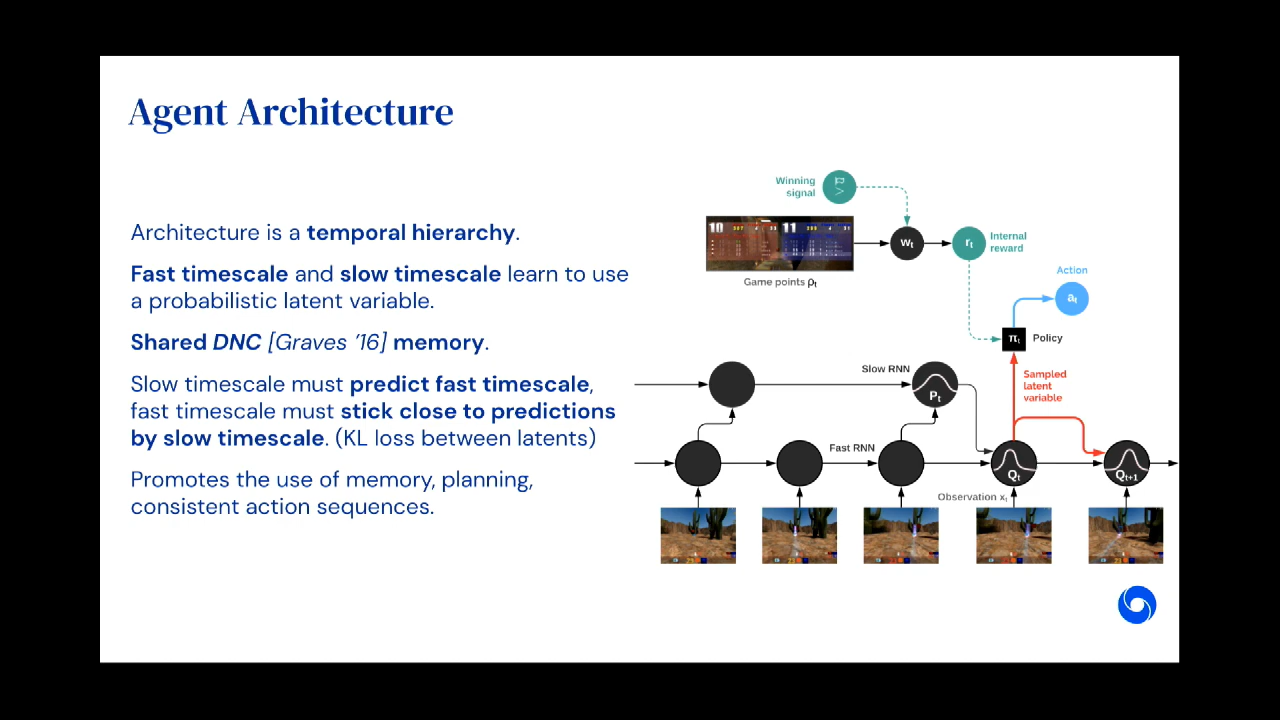 Agent Architecture
Architecture is a temporal hierarchy.
Fast timescale and slow timescale learn to use
a probabilistic latent variable.
Shared DNC [Graves ’16] memory.
Slow timescale must predict fast timescale,
fast timescale must stick close to predictions
by slow timescale. (KL loss between latents)
Promotes the use of memory, planning,
consistent action sequences.
Winning
signal
10
11
wₜ
rₜ
Internal
reward
Game points ρₜ
Action
aₜ
πₜ
Policy
Slow RNN
Pₜ
Sampled
latent
variable
Fast RNN
Qₜ
Qₜ₊₁
Observation xₜ